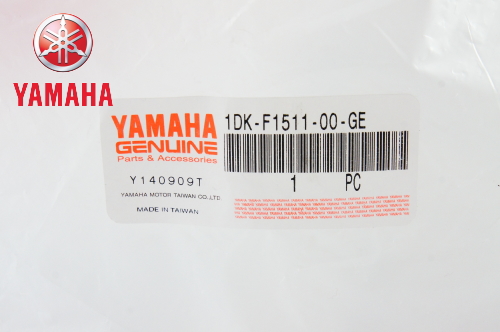 YAMAHA
YAMAHA
GENUINE
Parts & Accessories
Y140909T
YAMAHA MOTOR TAIWAN CO.,LTD.
MADE IN TAIWAN
1DK-F1511-00-GE
1 PC